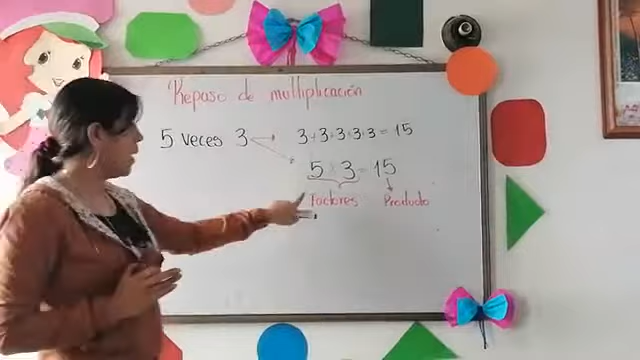 Repaso de multiplicación
5 veces 3
3+3+3+3+3 = 15
5 × 3 = 15
Factores Producto